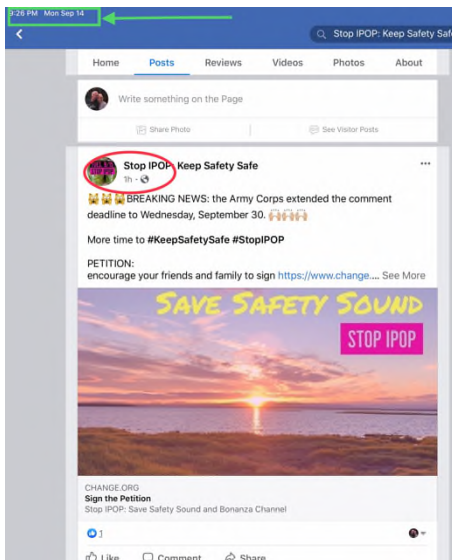 9:26 PM Mon Sep 14
Stop IPOP: Keep Safety Safe
Home Posts Reviews Videos Photos About
Write something on the Page
Share Photo See Visitor Posts
Stop IPOP: Keep Safety Safe
1h
BREAKING NEWS: the Army Corps extended the comment
deadline to Wednesday, September 30.
More time to #KeepSafetySafe #StopIPOP
PETITION:
encourage your friends and family to sign https://www.change.... See More
SAVE SAFETY SOUND
STOP IPOP
CHANGE.ORG
Sign the Petition
Stop IPOP: Save Safety Sound and Bonanza Channel
1
Like Comment Share